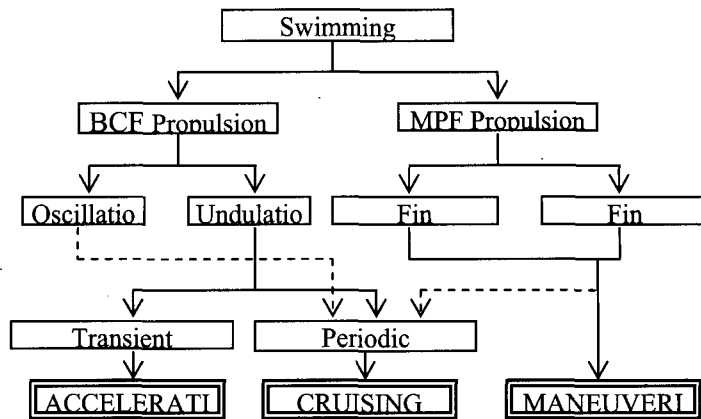 Swimming
BCF Propulsion
MPF Propulsion
Oscillatio
Undulatio
Fin
Fin
Transient
Periodic
ACCELERATI
CRUISING
MANEUVERI